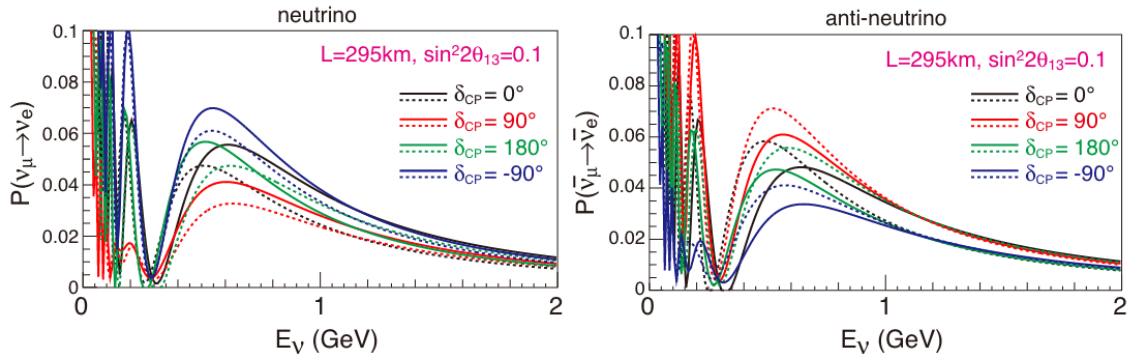 neutrino
L=295km, sin²2θ₁₃=0.1
δCP = 0°
δCP = 90°
δCP = 180°
δCP = -90°
P(νμ→νe)
0.1
0.08
0.06
0.04
0.02
0
0 1 2
Eν (GeV)
anti-neutrino
L=295km, sin²2θ₁₃=0.1
δCP = 0°
δCP = 90°
δCP = 180°
δCP = -90°
P(ν̄μ→ν̄e)
0.1
0.08
0.06
0.04
0.02
0
0 1 2
Eν (GeV)